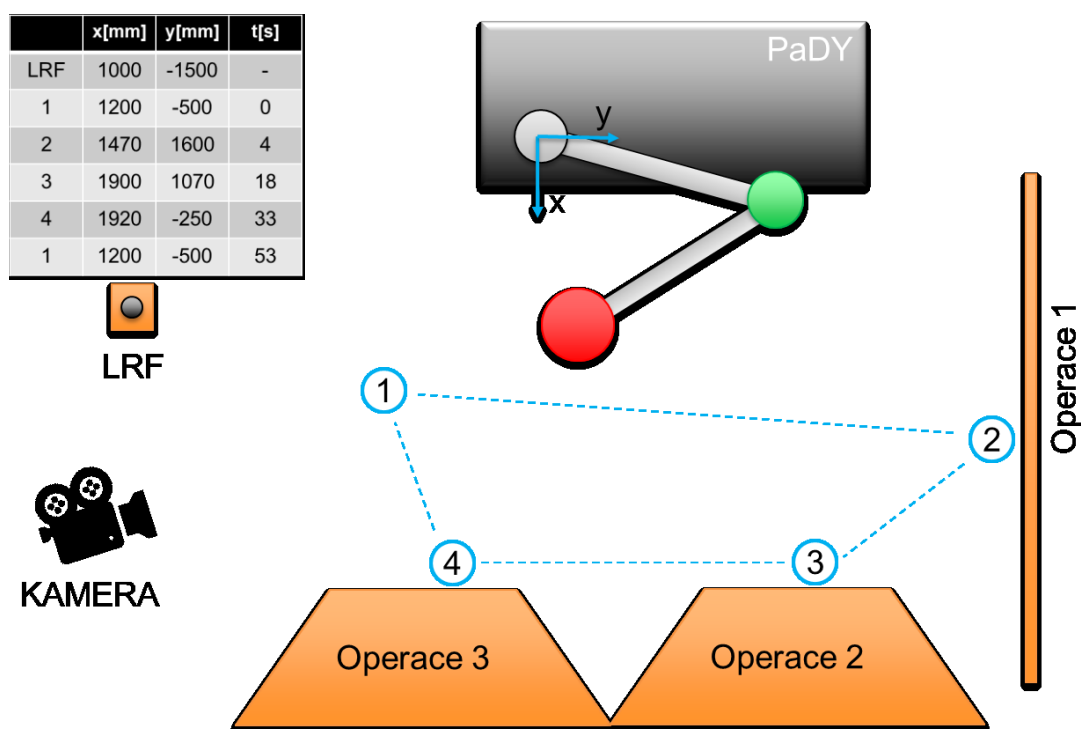 x[mm] y[mm] t[s]
LRF 1000 -1500 -
1 1200 -500 0
2 1470 1600 4
3 1900 1070 18
4 1920 -250 33
1 1200 -500 53
PaDY
y
x
LRF
Operace 1
1
2
KAMERA
4
3
Operace 3
Operace 2